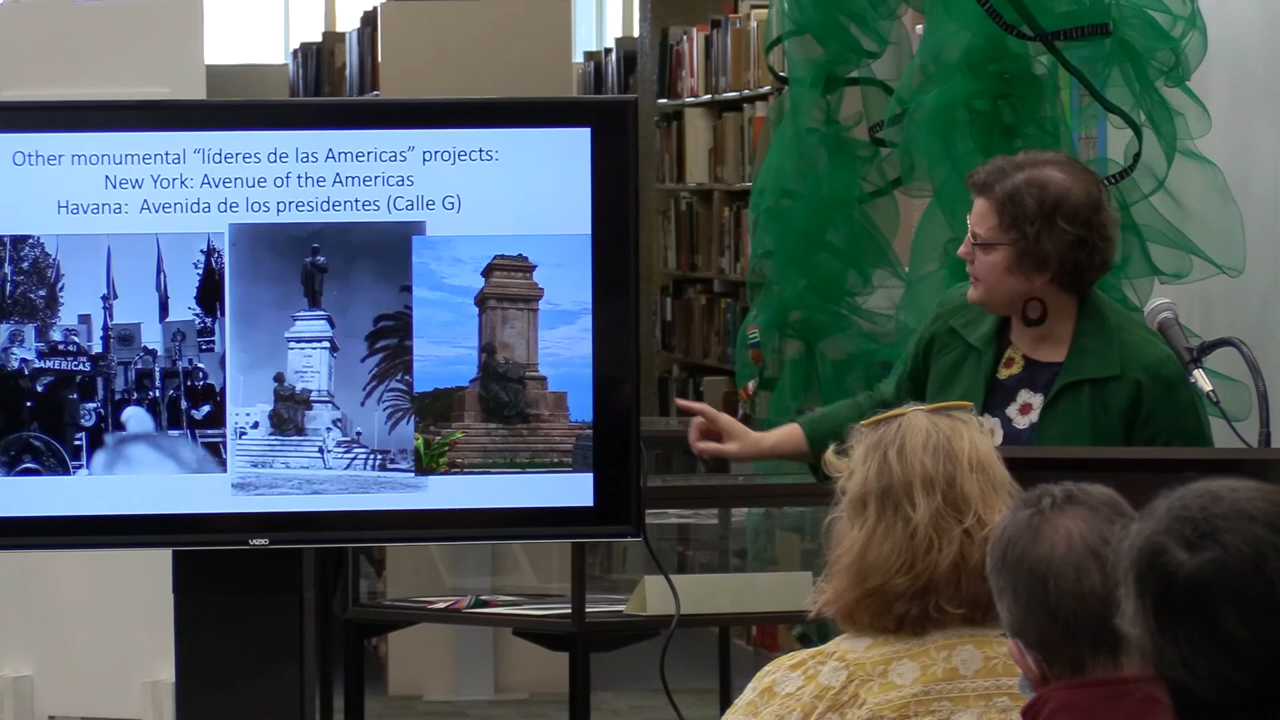 Other monumental “líderes de las Americas” projects:
New York: Avenue of the Americas
Havana:  Avenida de los presidentes (Calle G)
AMERICAS
VIZIO